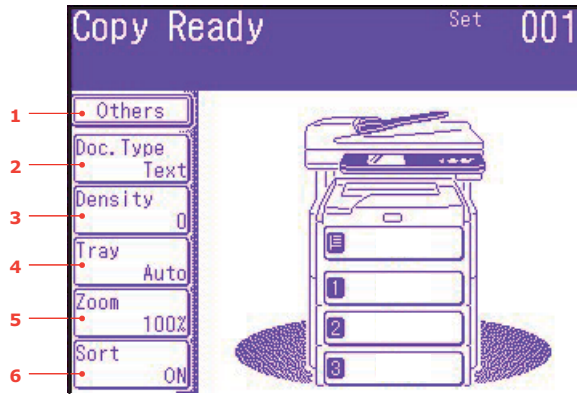 Copy Ready Set 001
1 Others
2 Doc.Type
Text
3 Density
0
4 Tray
Auto
5 Zoom
100%
6 Sort
ON
1
2
3